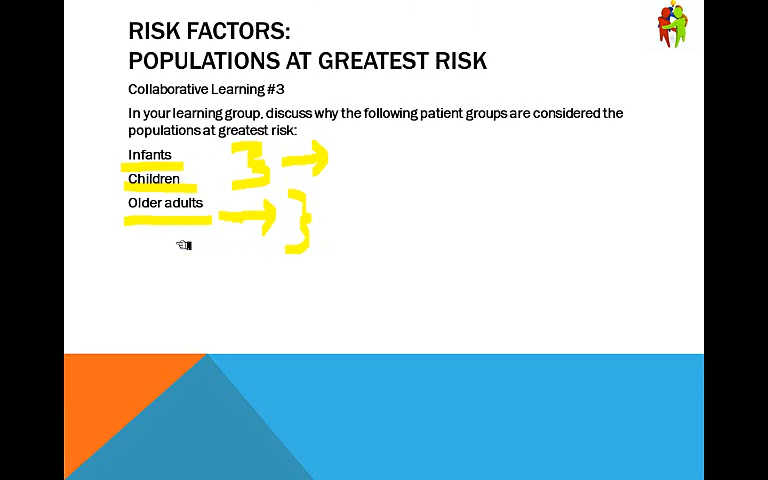 RISK FACTORS:
POPULATIONS AT GREATEST RISK
Collaborative Learning #3
In your learning group, discuss why the following patient groups are considered the
populations at greatest risk:
Infants
Children
Older adults